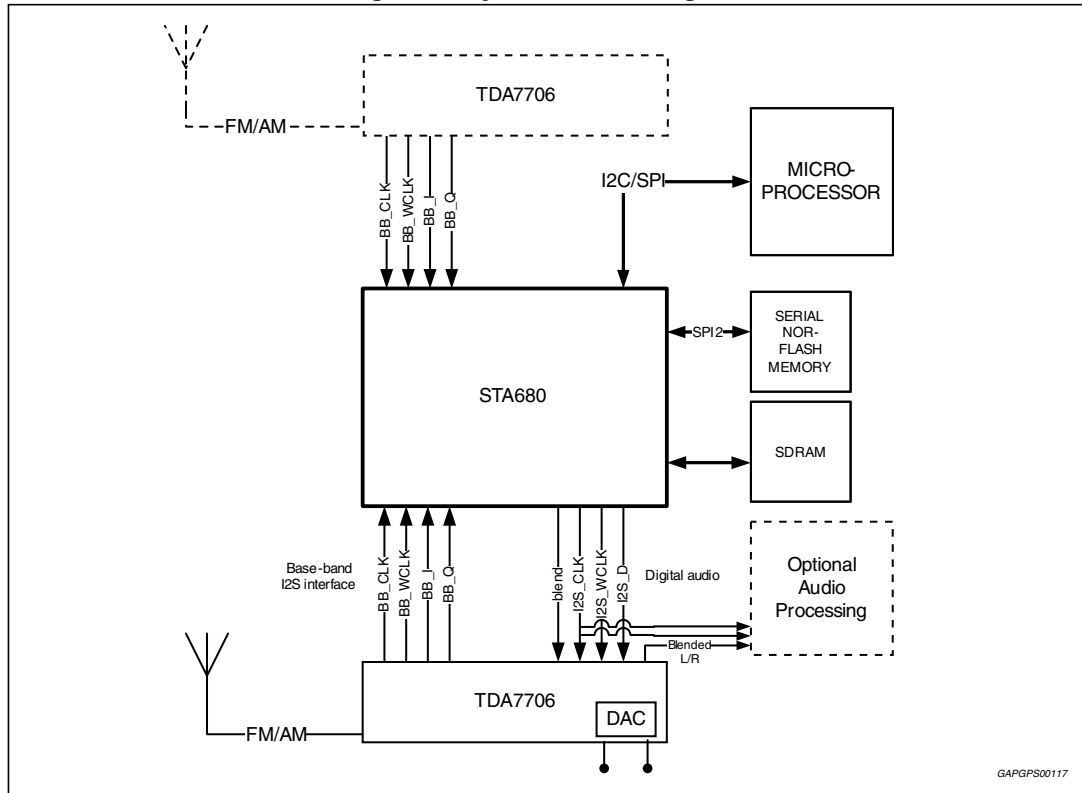 TDA7706
FM/AM
BB_CLK
BB_WCLK
BB_I
BB_Q
I2C/SPI
MICRO-
PROCESSOR
SPI2
SERIAL
NOR-
FLASH
MEMORY
STA680
SDRAM
Base-band
I2S interface
BB_CLK
BB_WCLK
BB_I
BB_Q
blend
I2S_CLK
I2S_WCLK
I2S_D
Digital audio
Optional
Audio
Processing
Blended
L/R
TDA7706
DAC
FM/AM
GAPGPS00117